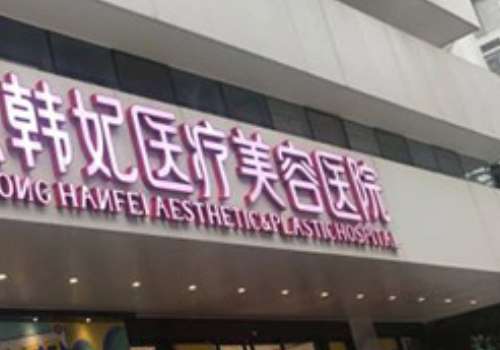 韩妃医疗美容医院
ONG HANFEI AESTHETIC&PLASTIC HOSPITAL